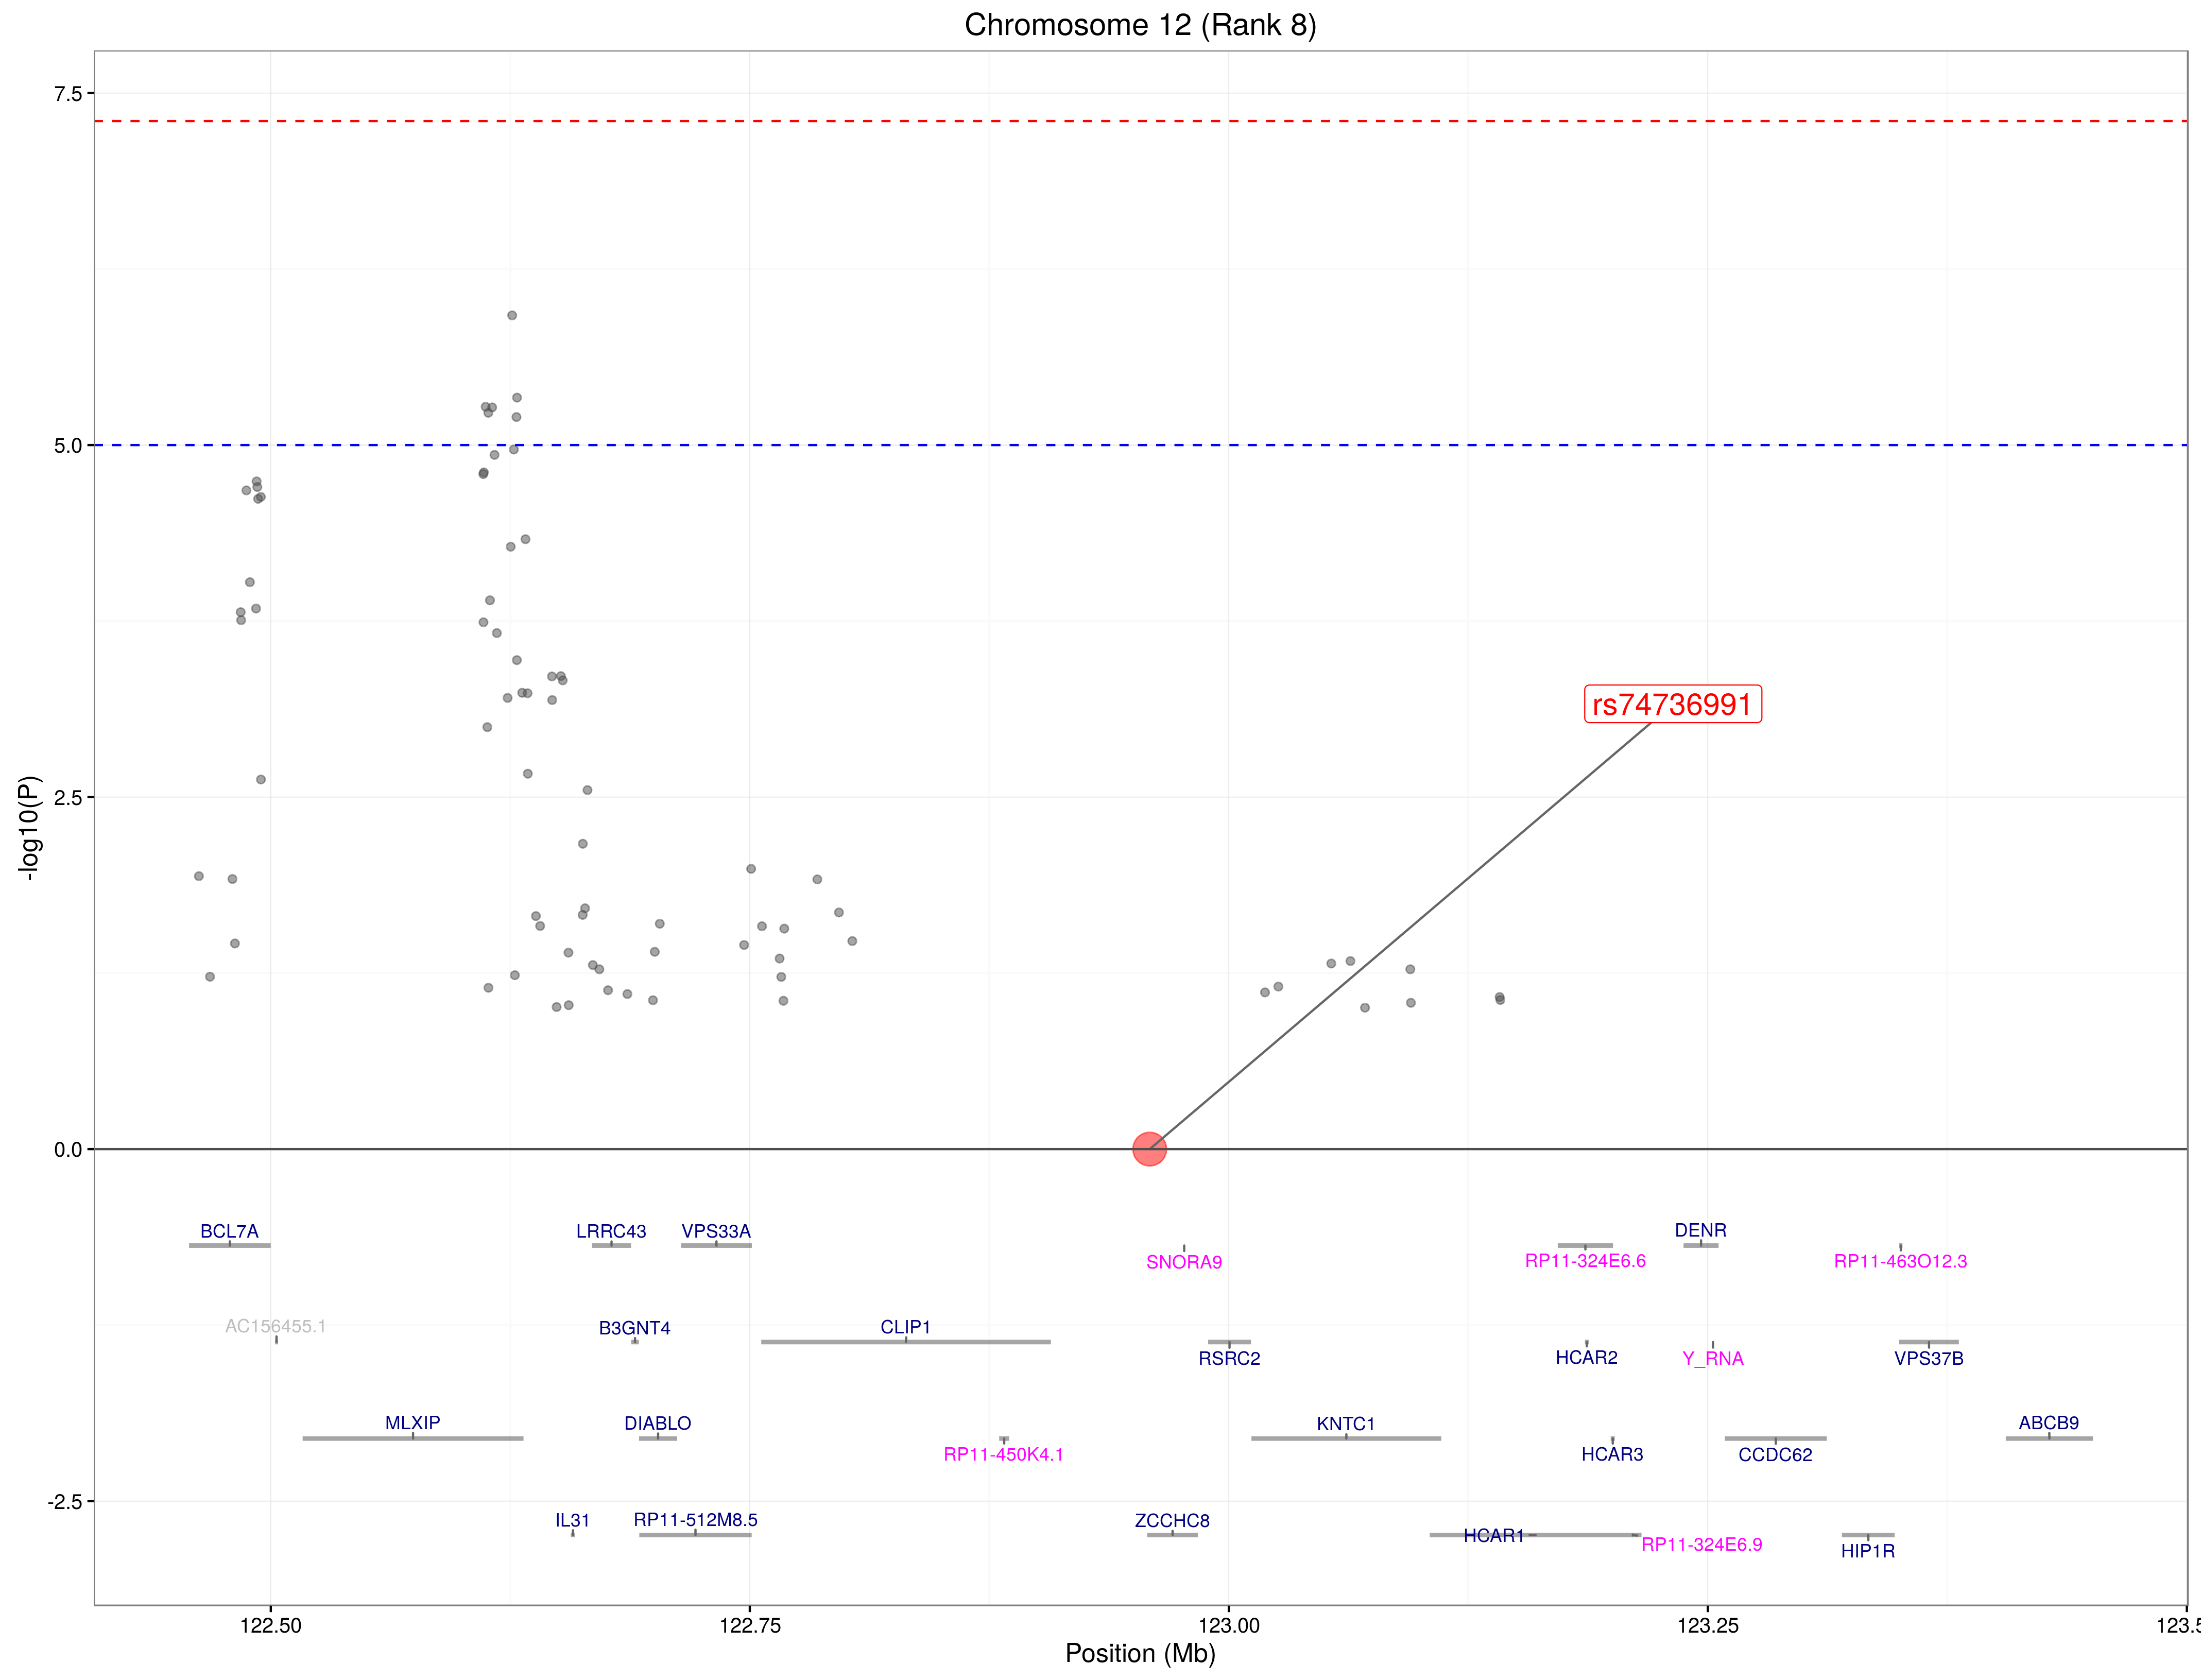 Chromosome 12 (Rank 8)
7.5
5.0
2.5
0.0
-2.5
-log10(P)
rs74736991
BCL7A
LRRC43
VPS33A
SNORA9
RP11-324E6.6
DENR
RP11-463O12.3
AC156455.1
B3GNT4
CLIP1
RSRC2
HCAR2
Y_RNA
VPS37B
MLXIP
DIABLO
RP11-450K4.1
KNTC1
HCAR3
CCDC62
ABCB9
IL31
RP11-512M8.5
ZCCHC8
HCAR1
RP11-324E6.9
HIP1R
122.50
122.75
123.00
123.25
Position (Mb)